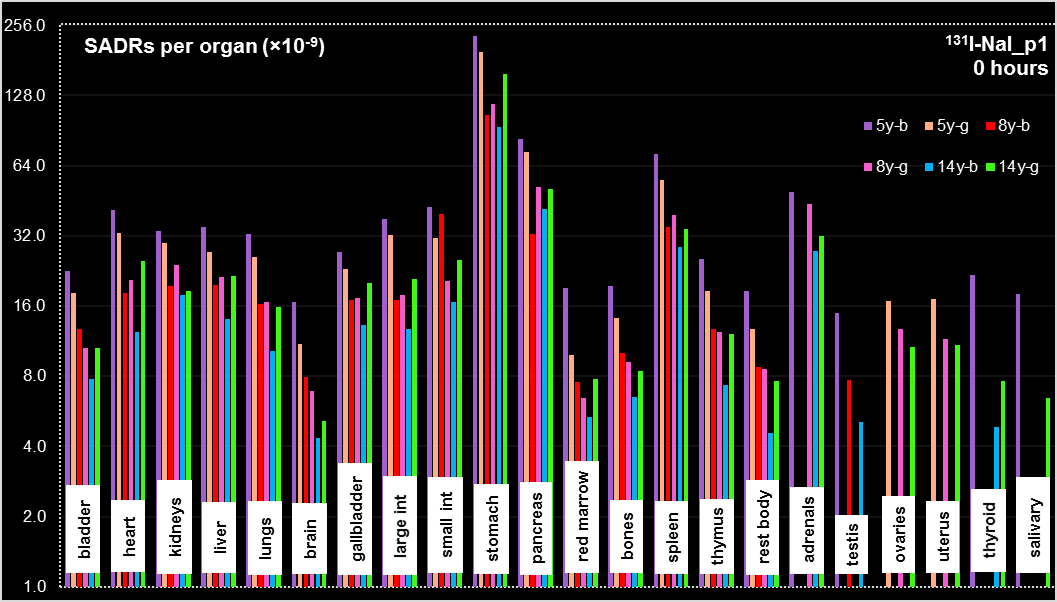 256.0
128.0
64.0
32.0
16.0
8.0
4.0
2.0
1.0
SADRs per organ (×10⁻⁹)
¹³¹I-NaI_p1
0 hours
5y-b 5y-g 8y-b
8y-g 14y-b 14y-g
bladder
heart
kidneys
liver
lungs
brain
gallbladder
large int
small int
stomach
pancreas
red marrow
bones
spleen
thymus
rest body
adrenals
testis
ovaries
uterus
thyroid
salivary